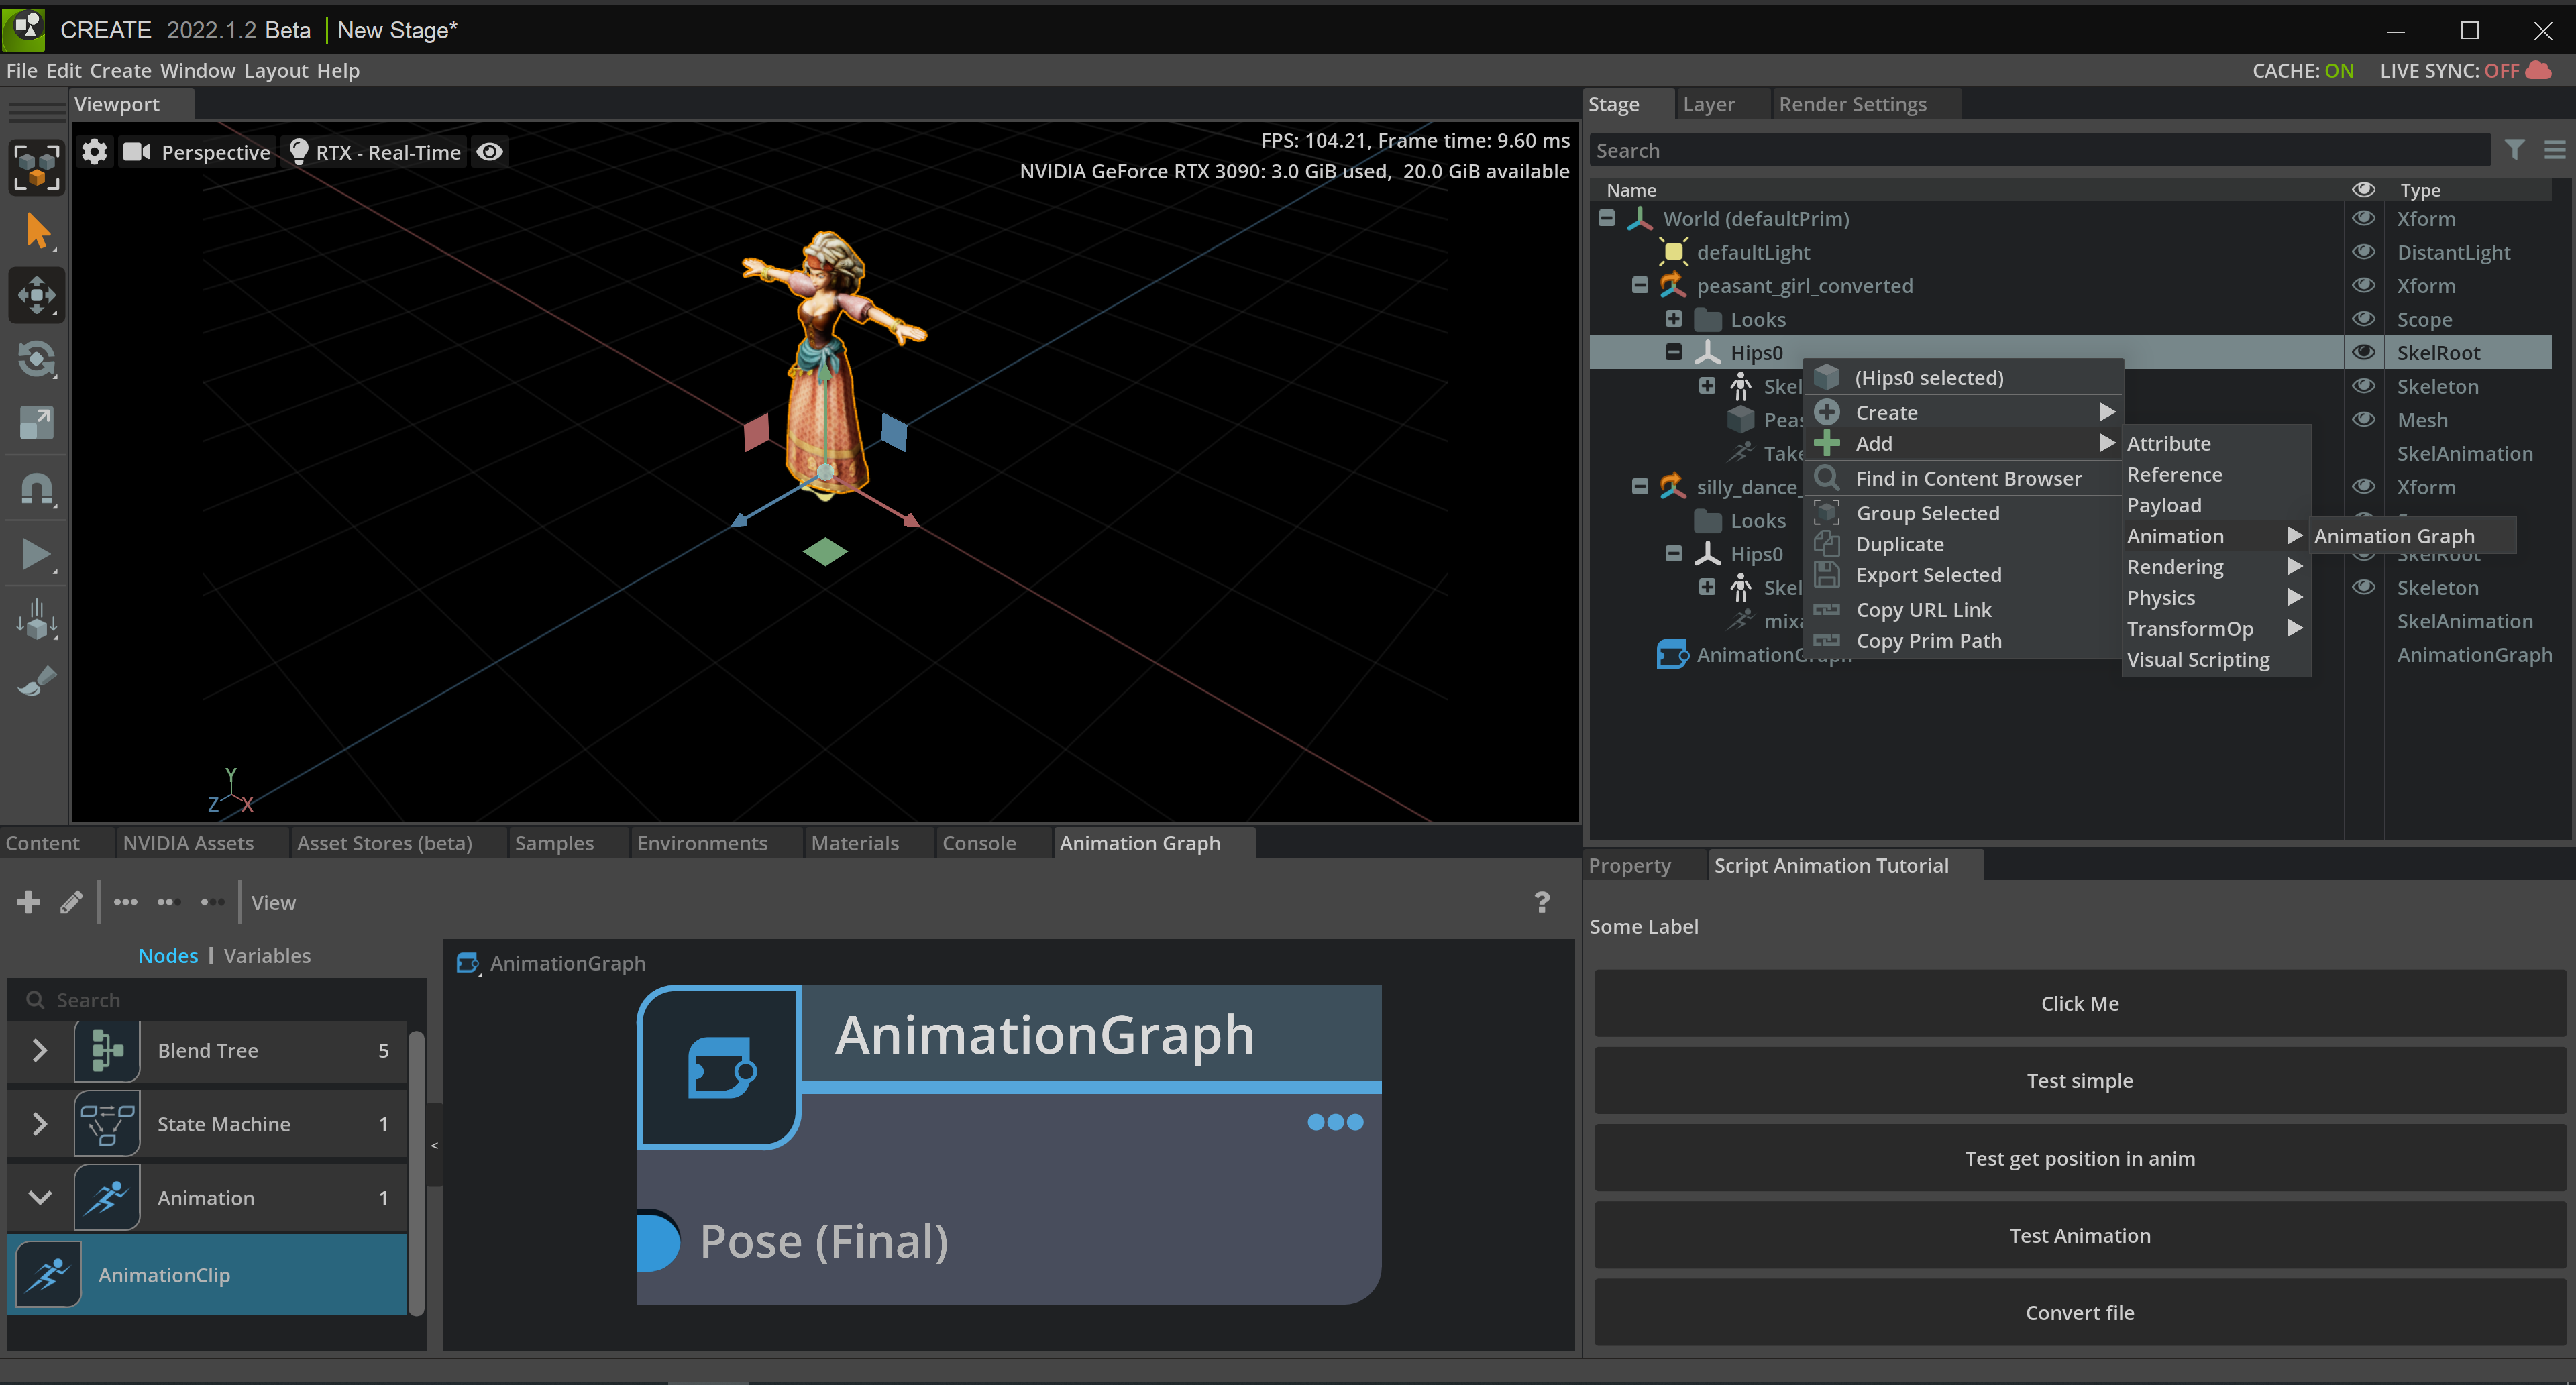 CREATE 2022.1.2 Beta | New Stage*
File Edit Create Window Layout Help
CACHE: ON LIVE SYNC: OFF
Viewport
Perspective
RTX - Real-Time
FPS: 104.21, Frame time: 9.60 ms
NVIDIA GeForce RTX 3090: 3.0 GiB used, 20.0 GiB available
Y
Z X
Stage Layer Render Settings
Search
Name Type
World (defaultPrim) Xform
defaultLight DistantLight
peasant_girl_converted Xform
Looks Scope
Hips0 SkelRoot
Skel Skeleton
Peas Mesh
Take SkelAnimation
silly_dance_ Xform
Looks
Hips0 SkelRoot
Skel Skeleton
mixa SkelAnimation
AnimationGraph AnimationGraph
(Hips0 selected)
Create
Add
Find in Content Browser
Group Selected
Duplicate
Export Selected
Copy URL Link
Copy Prim Path
Attribute
Reference
Payload
Animation
Rendering
Physics
TransformOp
Visual Scripting
Animation Graph
Content NVIDIA Assets Asset Stores (beta) Samples Environments Materials Console Animation Graph
View
?
Nodes | Variables
Search
Blend Tree 5
State Machine 1
Animation 1
AnimationClip
<
AnimationGraph
AnimationGraph
Pose (Final)
Property Script Animation Tutorial
Some Label
Click Me
Test simple
Test get position in anim
Test Animation
Convert file